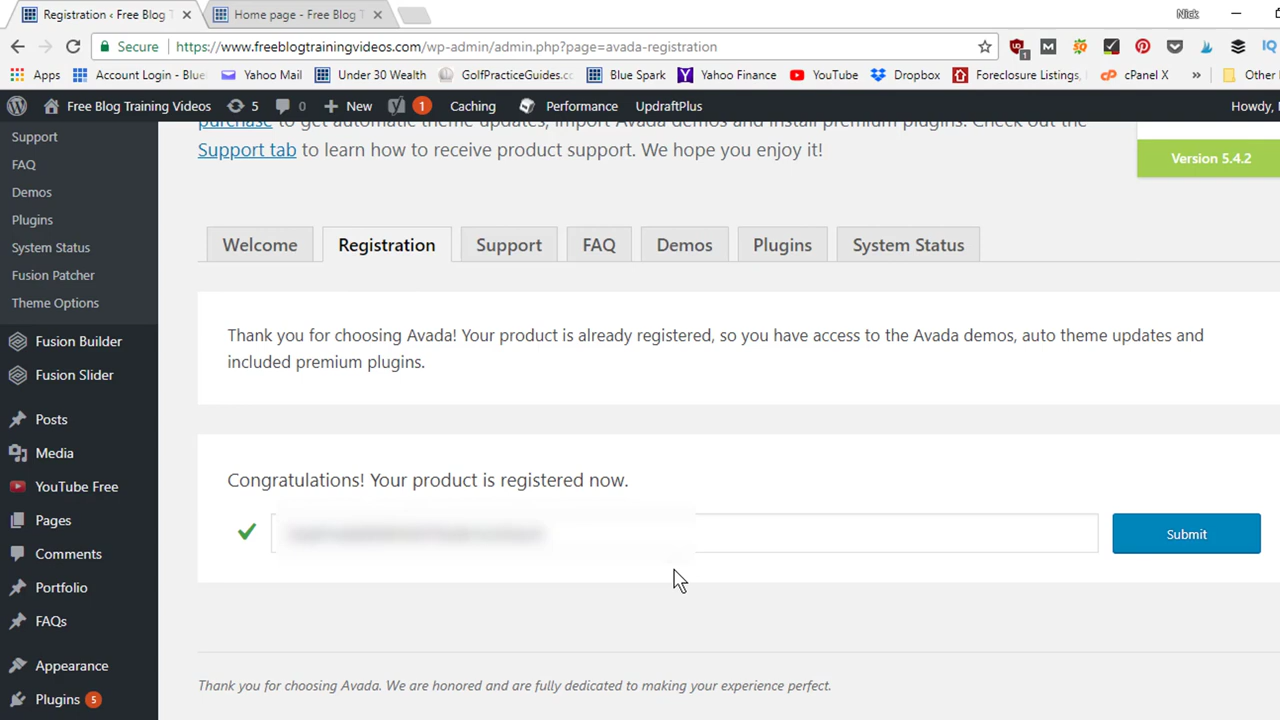 Registration ‹ Free Blog T
Home page - Free Blog T
Nick
Secure
https://www.freeblogtrainingvideos.com/wp-admin/admin.php?page=avada-registration
Apps
Account Login - Blue
Yahoo Mail
Under 30 Wealth
GolfPracticeGuides.co
Blue Spark
Yahoo Finance
YouTube
Dropbox
Foreclosure Listings,
cPanel X
»
Other
Free Blog Training Videos
5
0
New
1
Caching
Performance
UpdraftPlus
Howdy,
purchase to get automatic theme updates, import Avada demos and install premium plugins. Check out the
Support tab to learn how to receive product support. We hope you enjoy it!
Version 5.4.2
Support
FAQ
Demos
Plugins
System Status
Fusion Patcher
Theme Options
Fusion Builder
Fusion Slider
Posts
Media
YouTube Free
Pages
Comments
Portfolio
FAQs
Appearance
Plugins 5
Welcome
Registration
Support
FAQ
Demos
Plugins
System Status
Thank you for choosing Avada! Your product is already registered, so you have access to the Avada demos, auto theme updates and
included premium plugins.
Congratulations! Your product is registered now.
Submit
Thank you for choosing Avada. We are honored and are fully dedicated to making your experience perfect.